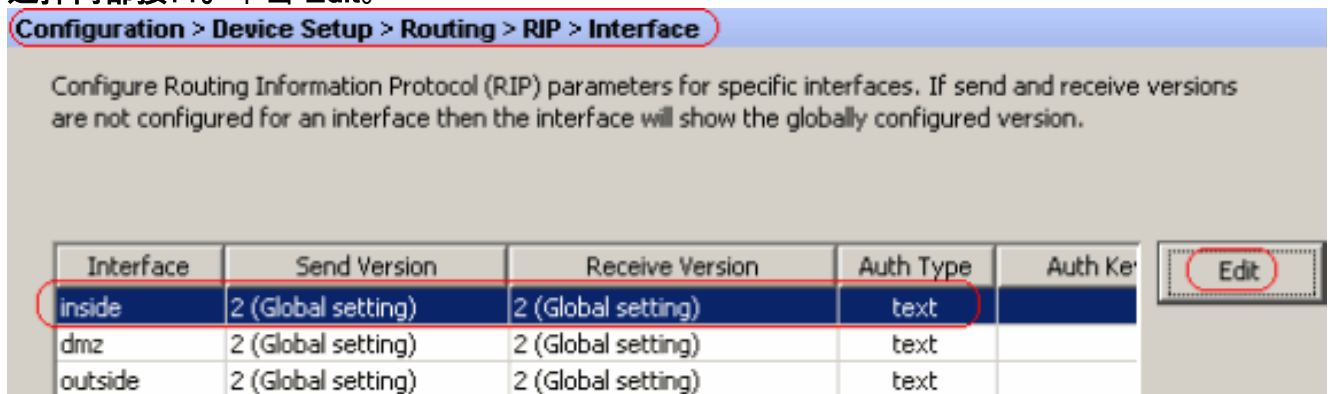 Configuration > Device Setup > Routing > RIP > Interface
Configure Routing Information Protocol (RIP) parameters for specific interfaces. If send and receive versions
are not configured for an interface then the interface will show the globally configured version.
Interface Send Version Receive Version Auth Type Auth Ke
Edit
inside 2 (Global setting) 2 (Global setting) text
dmz 2 (Global setting) 2 (Global setting) text
outside 2 (Global setting) 2 (Global setting) text